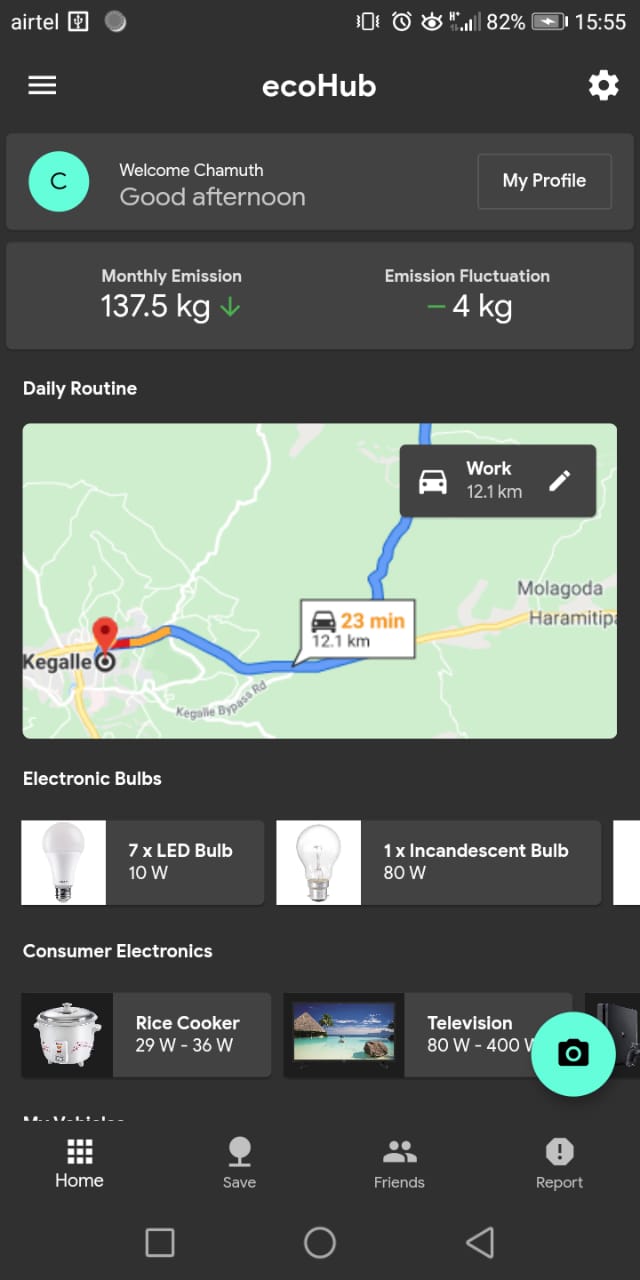 airtel 82% 15:55
ecoHub
C
Welcome Chamuth
Good afternoon
My Profile
Monthly Emission
137.5 kg
Emission Fluctuation
– 4 kg
Daily Routine
Work
12.1 km
Molagoda
Haramitipa
23 min
12.1 km
Kegalle
Kegalle Bypass Rd
Electronic Bulbs
7 x LED Bulb
10 W
1 x Incandescent Bulb
80 W
Consumer Electronics
Rice Cooker
29 W - 36 W
Television
80 W - 400 W
My Vehicles
Home
Save
Friends
Report